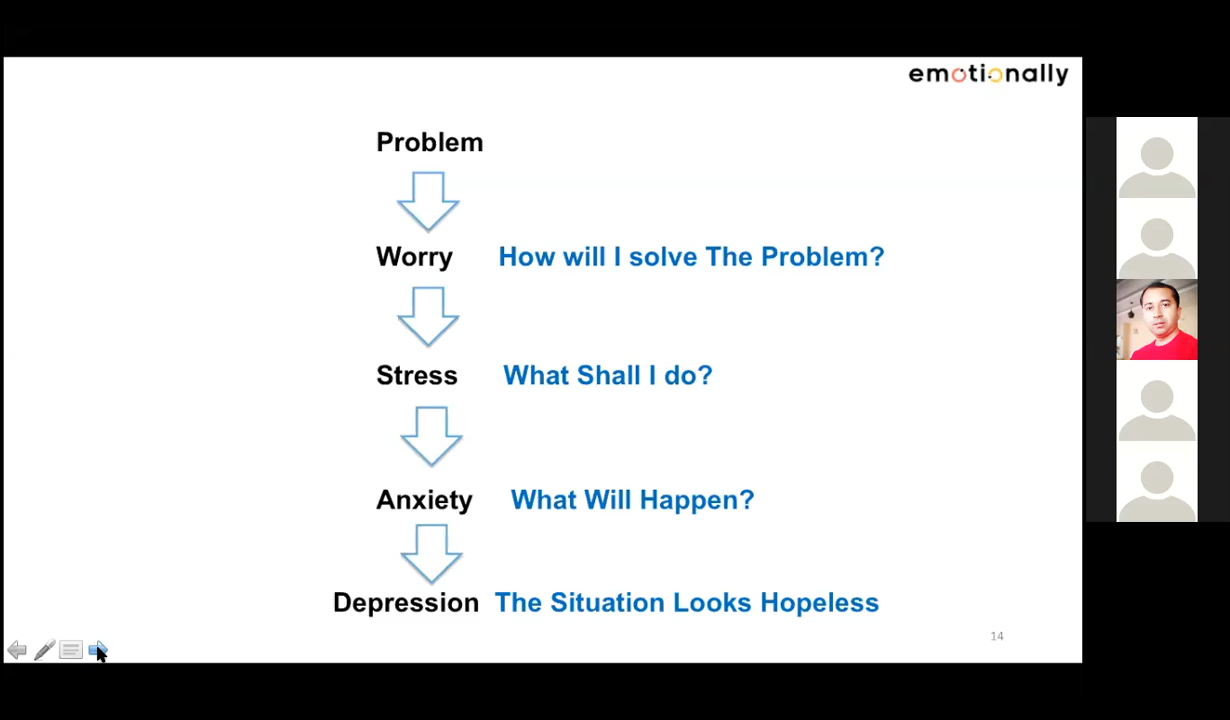 emotionally
Problem
Worry How will I solve The Problem?
Stress What Shall I do?
Anxiety What Will Happen?
Depression The Situation Looks Hopeless
14